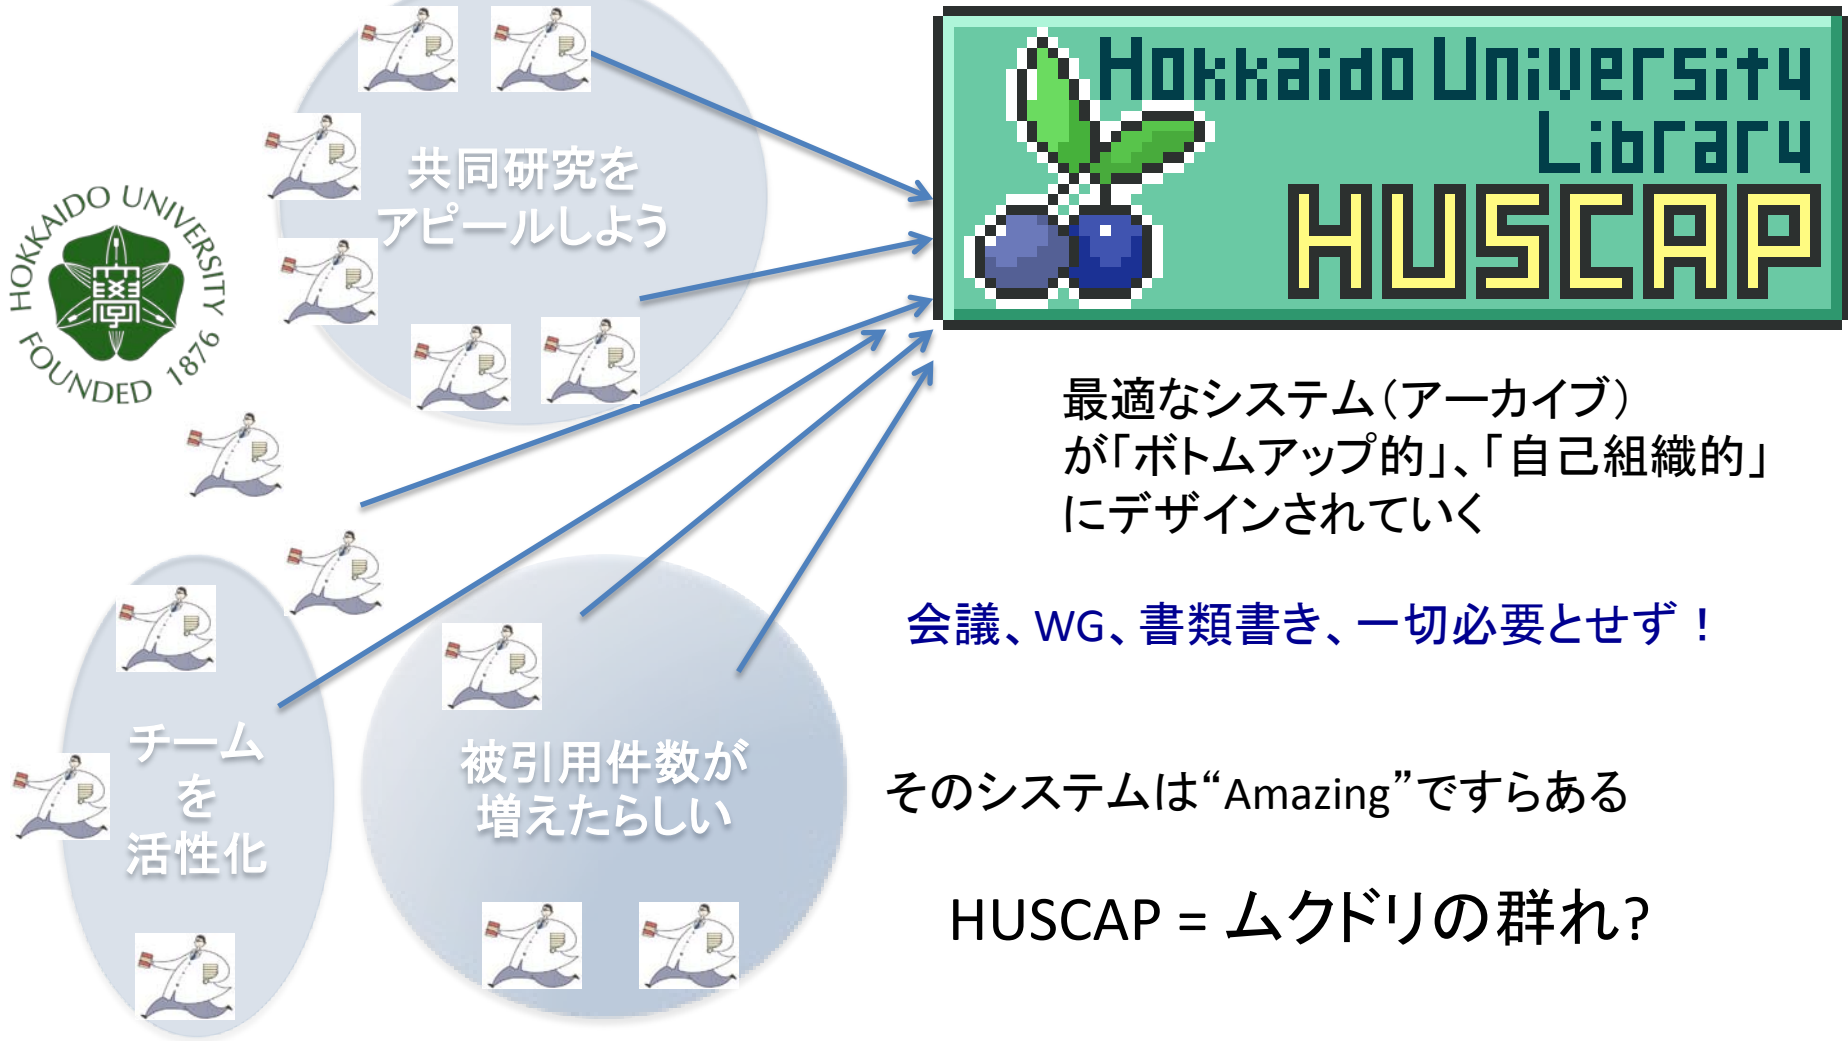 共同研究を
アピールしよう
HOKKAIDO UNIVERSITY
FOUNDED 1876
學
チーム
を
活性化
被引用件数が
増えたらしい
Hokkaido University
Library
HUSCAP
最適なシステム（アーカイブ）
が「ボトムアップ的」、「自己組織的」
にデザインされていく
会議、WG、書類書き、一切必要とせず！
そのシステムは“Amazing”ですらある
HUSCAP = ムクドリの群れ?